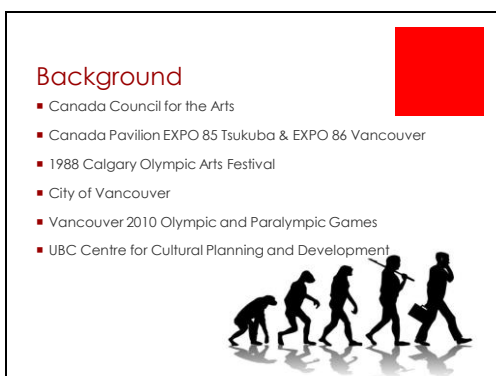 Background
Canada Council for the Arts
Canada Pavilion EXPO 85 Tsukuba & EXPO 86 Vancouver
1988 Calgary Olympic Arts Festival
City of Vancouver
Vancouver 2010 Olympic and Paralympic Games
UBC Centre for Cultural Planning and Development